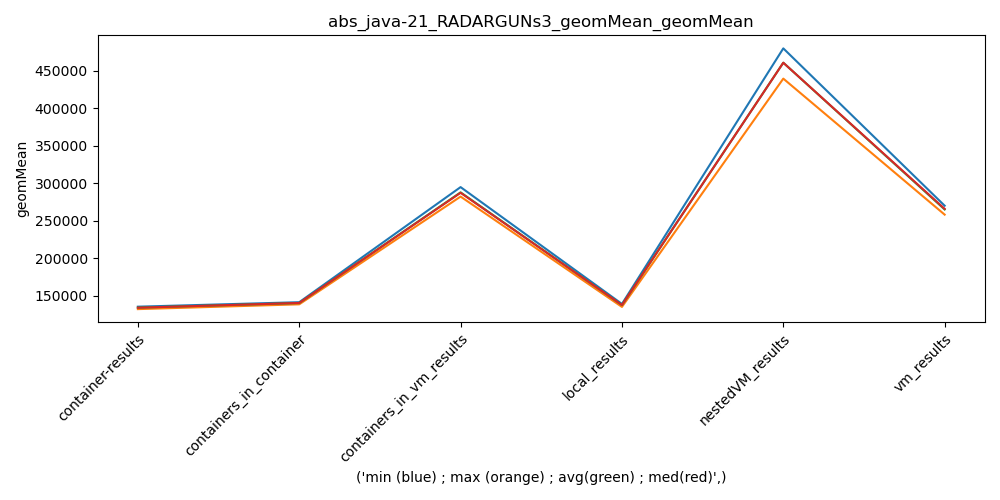 abs_java-21_RADARGUNs3_geomMean_geomMean
geomMean
450000
400000
350000
300000
250000
200000
150000
container-results
containers_in_container
containers_in_vm_results
local_results
nestedVM_results
vm_results
('min (blue) ; max (orange) ; avg(green) ; med(red)',)